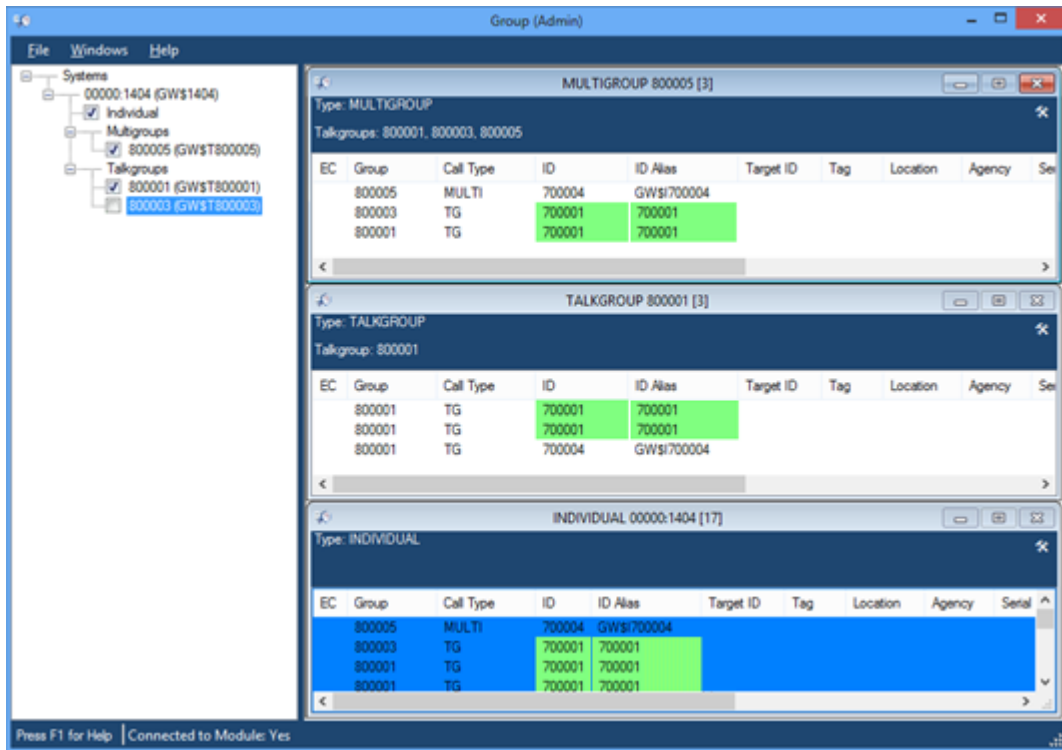 Group (Admin)
File Windows Help
Systems
00000:1404 (GW$1404)
Individual
Multigroups
800005 (GW$T800005)
Talkgroups
800001 (GW$T800001)
800003 (GW$T800003)
MULTIGROUP 800005 [3]
Type: MULTIGROUP
Talkgroups: 800001, 800003, 800005
EC Group Call Type ID ID Alias Target ID Tag Location Agency Sei
800005 MULTI 700004 GW$I700004
800003 TG 700001 700001
800001 TG 700001 700001
TALKGROUP 800001 [3]
Type: TALKGROUP
Talkgroup: 800001
EC Group Call Type ID ID Alias Target ID Tag Location Agency Sei
800001 TG 700001 700001
800001 TG 700001 700001
800001 TG 700004 GW$I700004
INDIVIDUAL 00000:1404 [17]
Type: INDIVIDUAL
EC Group Call Type ID ID Alias Target ID Tag Location Agency Serial
800005 MULTI 700004 GW$I700004
800003 TG 700001 700001
800001 TG 700001 700001
800001 TG 700001 700001
Press F1 for Help Connected to Module: Yes